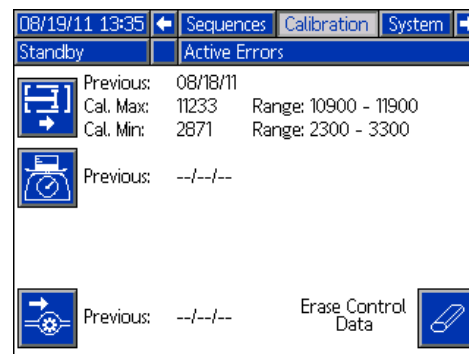 08/19/11 13:35 Sequences Calibration System
Standby Active Errors
Previous: 08/18/11
Cal. Max: 11233 Range: 10900 - 11900
Cal. Min: 2871 Range: 2300 - 3300
Previous: --/--/--
Previous: --/--/--
Erase Control
Data